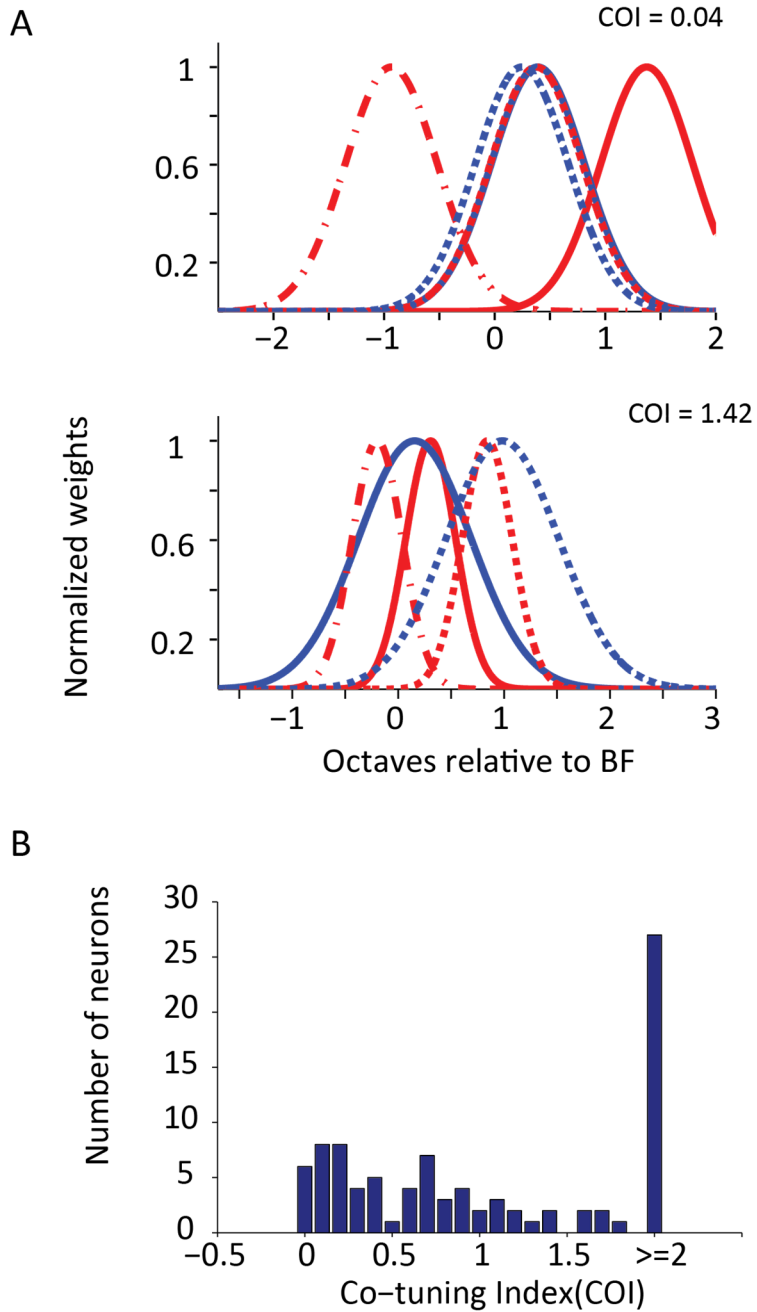 A
COI = 0.04
1
0.6
0.2
−2 −1 0 1 2
COI = 1.42
Normalized weights
1
0.6
0.2
−1 0 1 2 3
Octaves relative to BF
B
Number of neurons
30
25
20
15
10
5
0
−0.5 0 0.5 1 1.5 >=2
Co−tuning Index(COI)